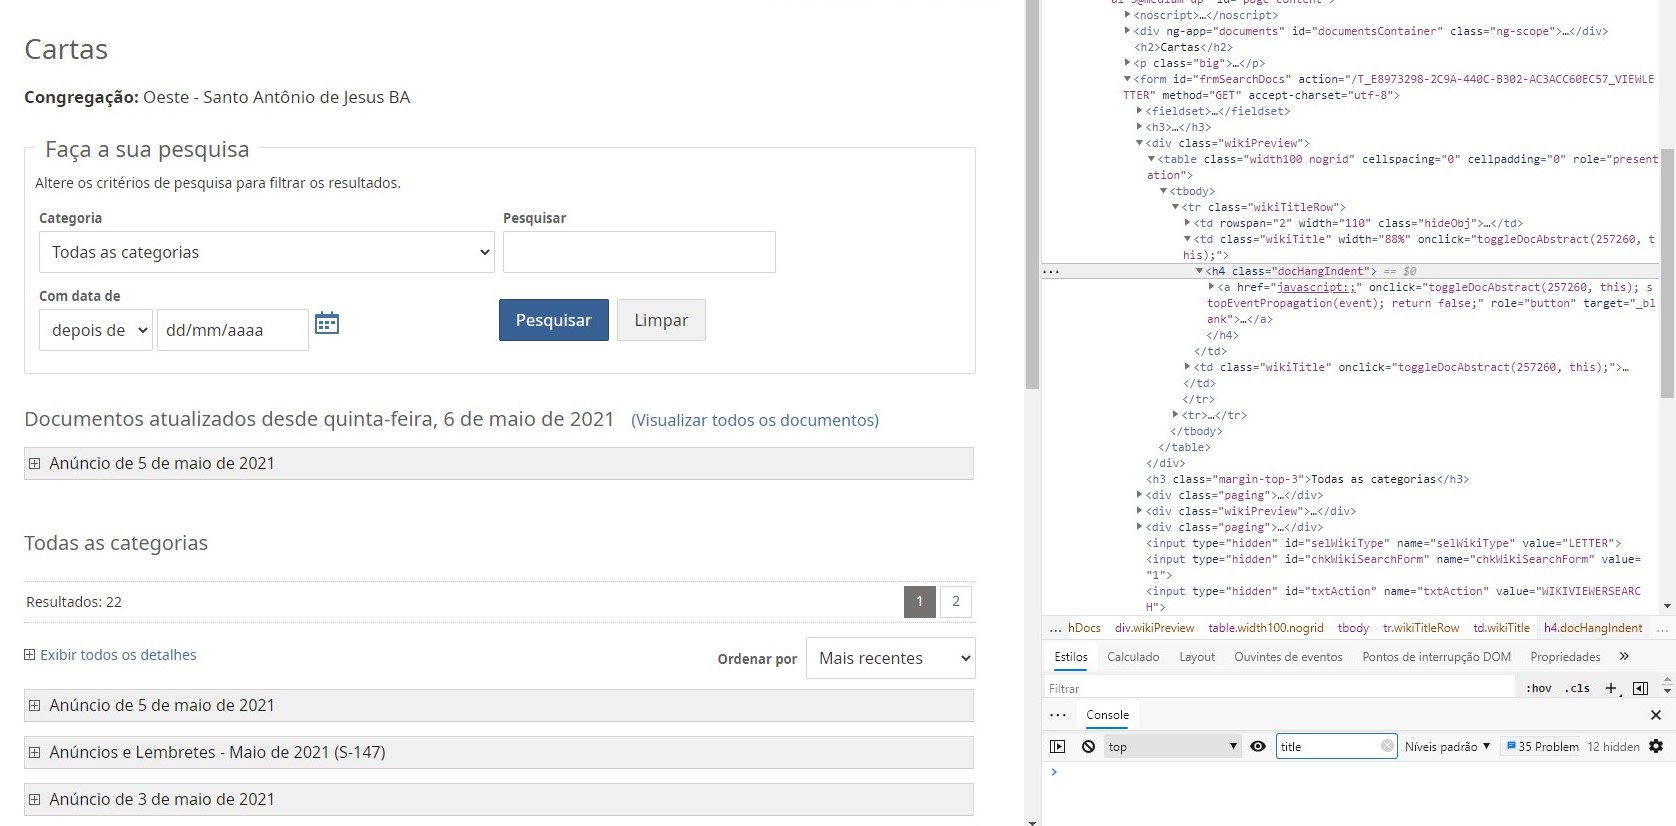 Cartas
Congregação: Oeste - Santo Antônio de Jesus BA
Faça a sua pesquisa
Altere os critérios de pesquisa para filtrar os resultados.
Categoria
Pesquisar
Todas as categorias
Com data de
depois de
dd/mm/aaaa
Pesquisar
Limpar
Documentos atualizados desde quinta-feira, 6 de maio de 2021 (Visualizar todos os documentos)
Anúncio de 5 de maio de 2021
Todas as categorias
Resultados: 22
1
2
Exibir todos os detalhes
Ordenar por
Mais recentes
Anúncio de 5 de maio de 2021
Anúncios e Lembretes - Maio de 2021 (S-147)
Anúncio de 3 de maio de 2021
<noscript>…</noscript>
<div ng-app="documents" id="documentsContainer" class="ng-scope">…</div>
<h2>Cartas</h2>
<p class="big">…</p>
<form id="frmSearchDocs" action="/T_E8973298-2C9A-440C-B302-AC3ACC60EC57_VIEWLE
TTER" method="GET" accept-charset="utf-8">
<fieldset>…</fieldset>
<h3>…</h3>
<div class="wikiPreview">
<table class="width100 nogrid" cellspacing="0" cellpadding="0" role="present
ation">
<tbody>
<tr class="wikiTitleRow">
<td rowspan="2" width="110" class="hideObj">…</td>
<td class="wikiTitle" width="88%" onclick="toggleDocAbstract(257260, t
his);">
… <h4 class="docHangIndent"> == $0
<a href="javascript:;" onclick="toggleDocAbstract(257260, this); s
topEventPropagation(event); return false;" role="button" target="_bl
ank">…</a>
</h4>
</td>
<td class="wikiTitle" onclick="toggleDocAbstract(257260, this);">…
</td>
</tr>
<tr>…</tr>
</tbody>
</table>
</div>
<h3 class="margin-top-3">Todas as categorias</h3>
<div class="paging">…</div>
<div class="wikiPreview">…</div>
<div class="paging">…</div>
<input type="hidden" id="selWikiType" name="selWikiType" value="LETTER">
<input type="hidden" id="chkWikiSearchForm" name="chkWikiSearchForm" value=
"1">
<input type="hidden" id="txtAction" name="txtAction" value="WIKIVIEWERSEARC
H">
… hDocs div.wikiPreview table.width100.nogrid tbody tr.wikiTitleRow td.wikiTitle h4.docHangIndent …
Estilos Calculado Layout Ouvintes de eventos Pontos de interrupção DOM Propriedades »
Filtrar :hov .cls +
… Console
top title Níveis padrão 35 Problem 12 hidden